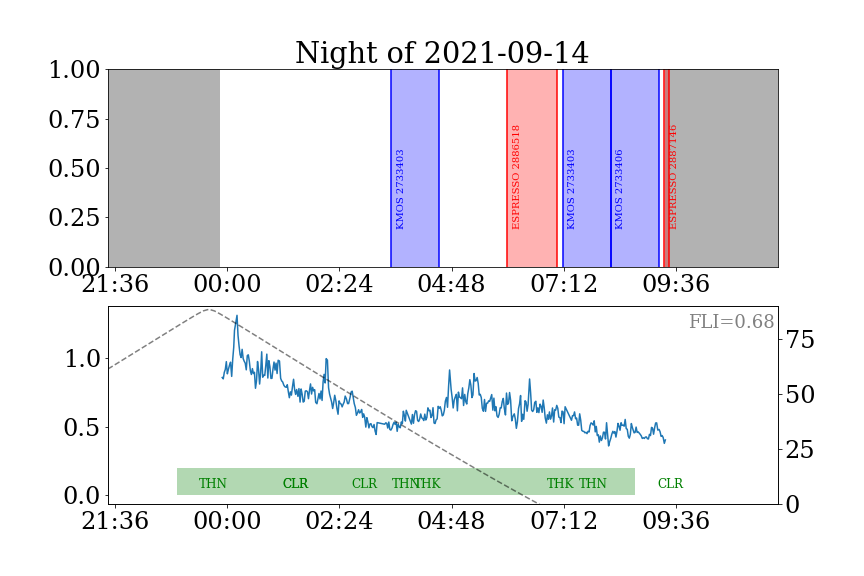 Night of 2021-09-14
1.00
0.75
0.50
0.25
0.00
KMOS 2733403
ESPRESSO 2886518
KMOS 2733403
KMOS 2733406
ESPRESSO 2887146
21:36 00:00 02:24 04:48 07:12 09:36
FLI=0.68
1.0
0.5
0.0
75
50
25
0
THN CLR CLR THN THK THK THN CLR
21:36 00:00 02:24 04:48 07:12 09:36